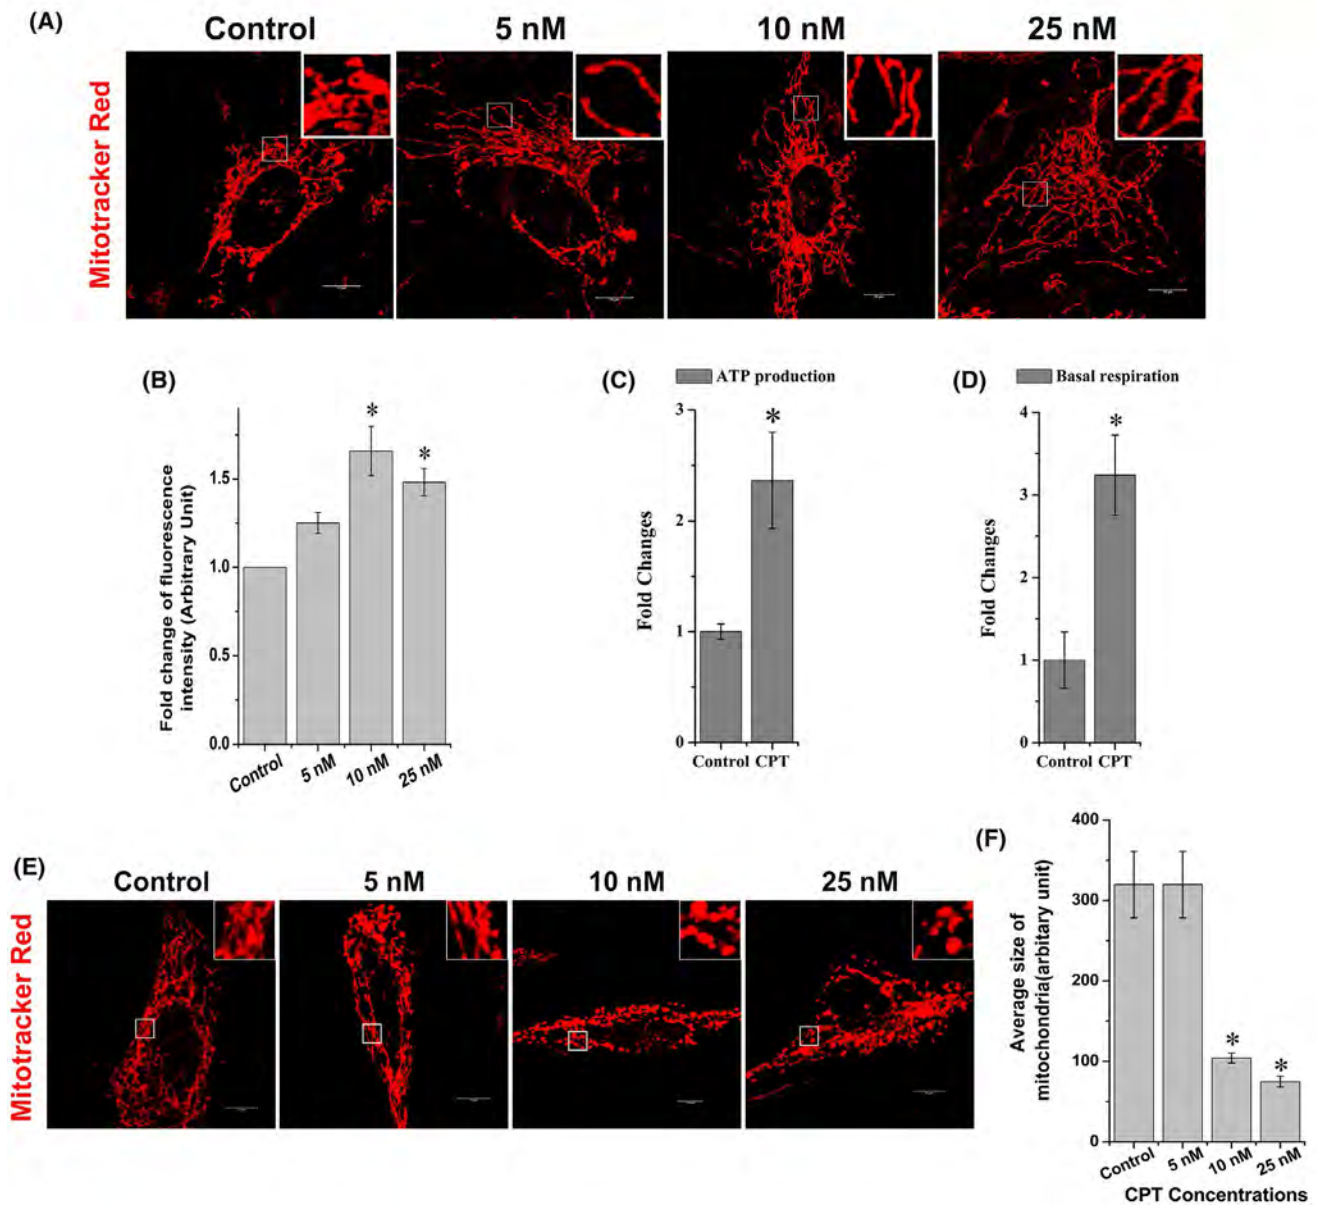 (A)
Control
5 nM
10 nM
25 nM
Mitotracker Red
(B)
Fold change of fluorescence
intensity (Arbitrary Unit)
1.5
1.0
0.5
0.0
*
*
Control
5 nM
10 nM
25 nM
(C)
ATP production
Fold Changes
3
2
1
0
*
Control CPT
(D)
Basal respiration
Fold Changes
4
3
2
1
0
*
Control CPT
(E)
Control
5 nM
10 nM
25 nM
Mitotracker Red
(F)
Average size of
mitochondria(arbitary unit)
400
300
200
100
0
*
*
Control
5 nM
10 nM
25 nM
CPT Concentrations